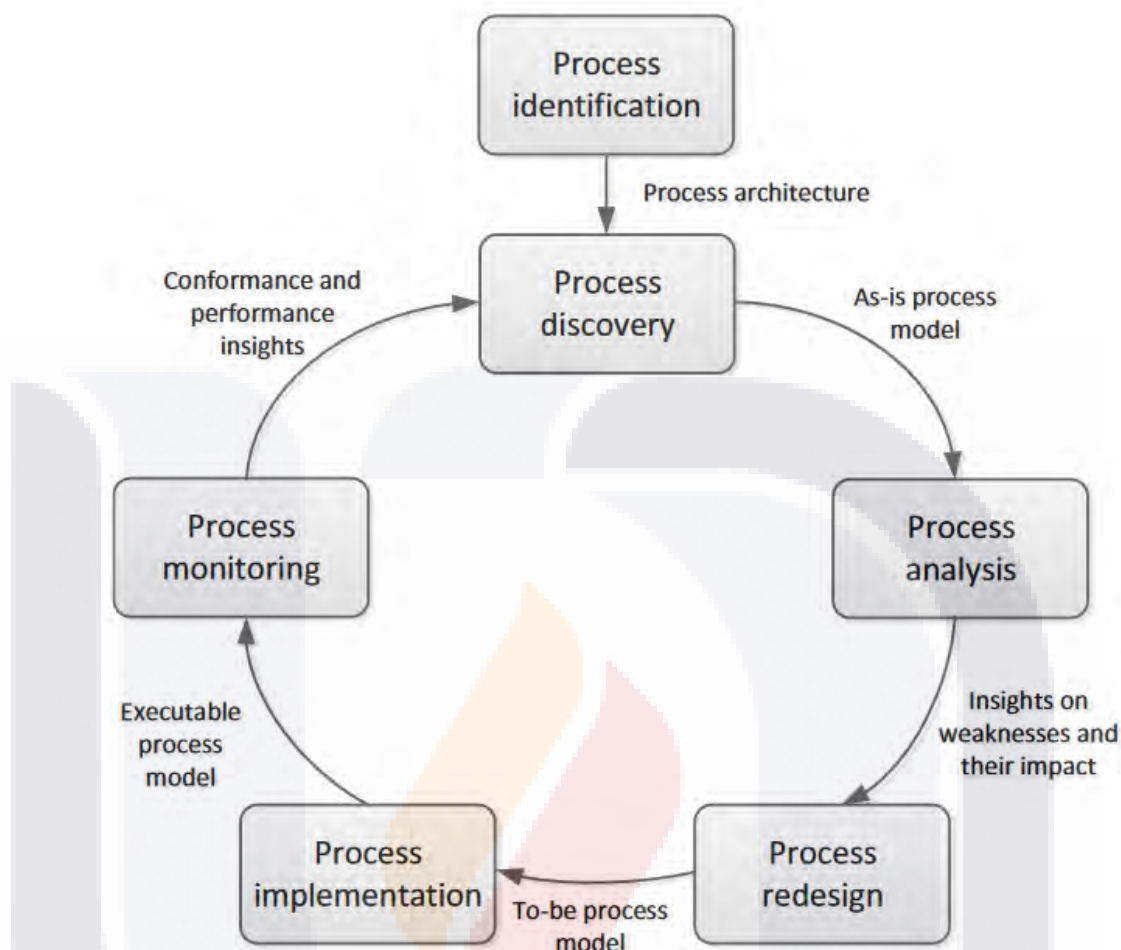 Process
identification
Process architecture
Process
discovery
As-is process
model
Process
analysis
Insights on
weaknesses and
their impact
Process
redesign
To-be process
model
Process
implementation
Executable
process
model
Process
monitoring
Conformance and
performance
insights